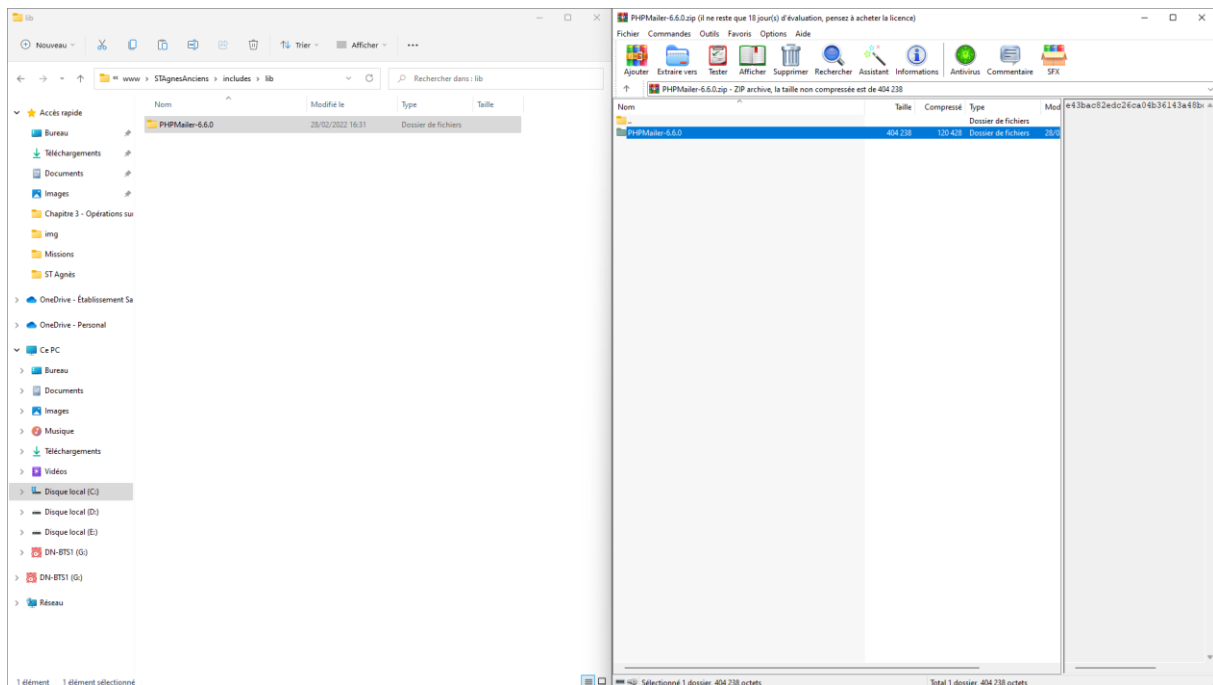 lib
Nouveau
Trier
Afficher
www > STAgnesAnciens > includes > lib
Rechercher dans : lib
Nom Modifié le Type Taille
PHPMailer-6.6.0 28/02/2022 16:31 Dossier de fichiers
Accès rapide
Bureau
Téléchargements
Documents
Images
Chapitre 3 - Opérations sur
img
Missions
ST Agnès
OneDrive - Établissement Sa
OneDrive - Personal
Ce PC
Bureau
Documents
Images
Musique
Téléchargements
Vidéos
Disque local (C:)
Disque local (D:)
Disque local (E:)
DN-BTS1 (G:)
DN-BTS1 (G:)
Réseau
1 élément 1 élément sélectionné
PHPMailer-6.6.0.zip (il ne reste que 18 jour(s) d'évaluation, pensez à acheter la licence)
Fichier Commandes Outils Favoris Options Aide
Ajouter Extraire vers Tester Afficher Supprimer Rechercher Assistant Informations Antivirus Commentaire SFX
PHPMailer-6.6.0.zip - ZIP archive, la taille non compressée est de 404 238
Nom Taille Compressé Type Mod
.. Dossier de fichiers
PHPMailer-6.6.0 404 238 120 428 Dossier de fichiers 28/0
e43bac82edc26ca04b36143a48b
Sélectionné 1 dossier, 404 238 octets
Total 1 dossier, 404 238 octets